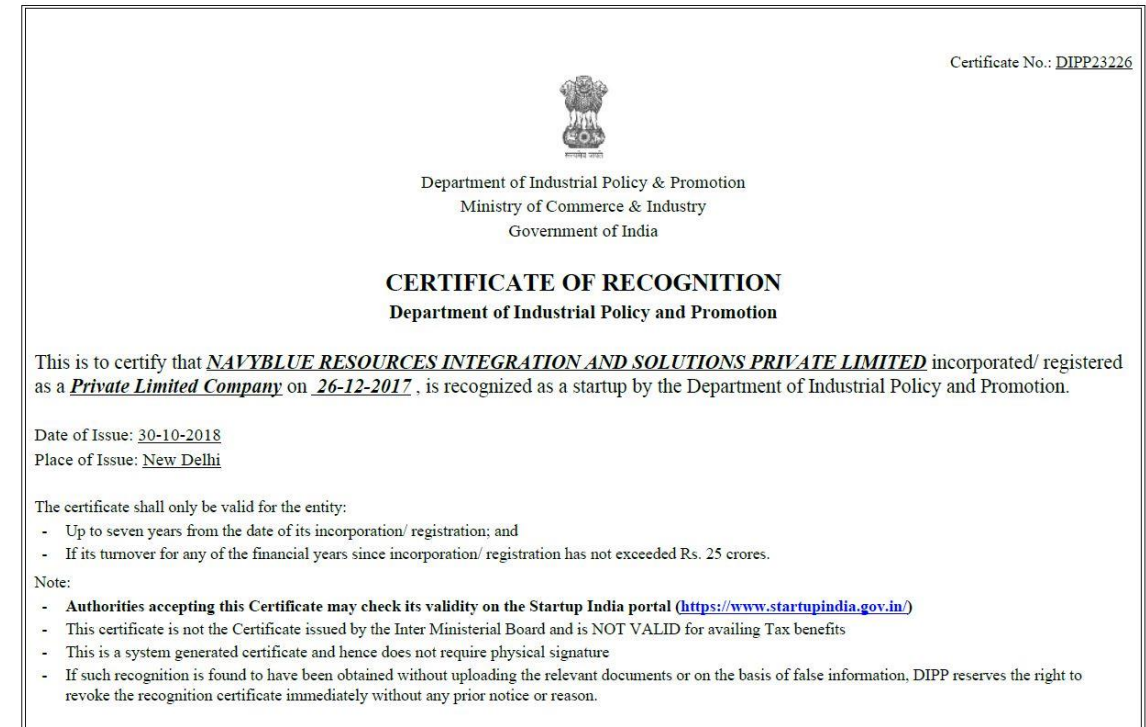 Certificate No.: DIPP23226
सत्यमेव जयते
Department of Industrial Policy & Promotion
Ministry of Commerce & Industry
Government of India
CERTIFICATE OF RECOGNITION
Department of Industrial Policy and Promotion
This is to certify that NAVYBLUE RESOURCES INTEGRATION AND SOLUTIONS PRIVATE LIMITED incorporated/ registered
as a Private Limited Company on 26-12-2017 , is recognized as a startup by the Department of Industrial Policy and Promotion.
Date of Issue: 30-10-2018
Place of Issue: New Delhi
The certificate shall only be valid for the entity:
- Up to seven years from the date of its incorporation/ registration; and
- If its turnover for any of the financial years since incorporation/ registration has not exceeded Rs. 25 crores.
Note:
- Authorities accepting this Certificate may check its validity on the Startup India portal (https://www.startupindia.gov.in/)
- This certificate is not the Certificate issued by the Inter Ministerial Board and is NOT VALID for availing Tax benefits
- This is a system generated certificate and hence does not require physical signature
- If such recognition is found to have been obtained without uploading the relevant documents or on the basis of false information, DIPP reserves the right to
revoke the recognition certificate immediately without any prior notice or reason.